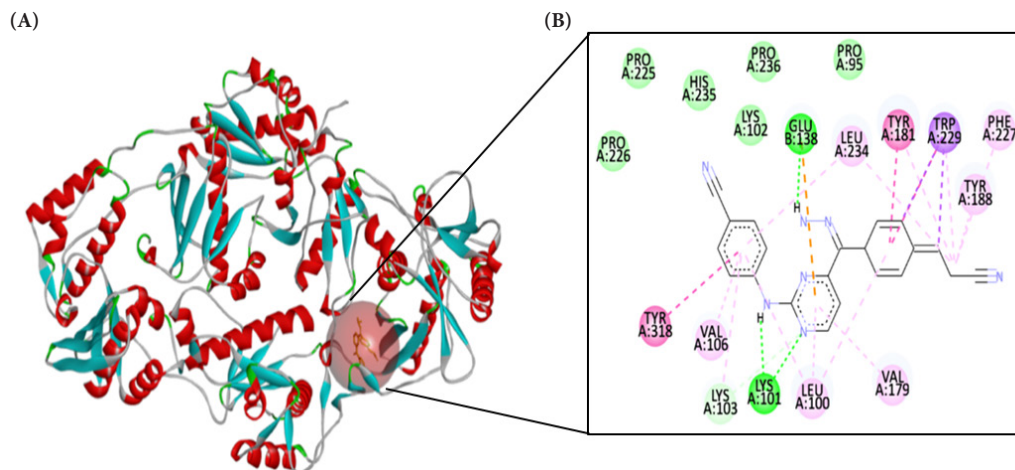 (A)
(B)
PRO
A:225
HIS
A:235
PRO
A:236
PRO
A:95
PRO
A:226
LYS
A:102
GLU
B:138
LEU
A:234
TYR
A:181
TRP
A:229
PHE
A:227
TYR
A:188
N
H
N
N
N
N
H
N
N
N
TYR
A:318
VAL
A:106
LYS
A:103
LYS
A:101
LEU
A:100
VAL
A:179